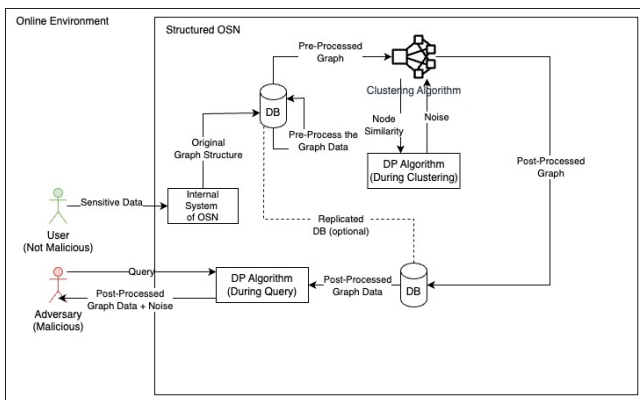 Online Environment
Structured OSN
Pre-Processed
Graph
Clustering Algorithm
DB
Pre-Process the
Graph Data
Node
Similarity
Noise
Original
Graph Structure
DP Algorithm
(During Clustering)
Post-Processed
Graph
Sensitive Data
Internal
System
of OSN
User
(Not Malicious)
Replicated
DB (optional)
Query
DP Algorithm
(During Query)
Post-Processed
Graph Data
DB
Post-Processed
Graph Data + Noise
Adversary
(Malicious)